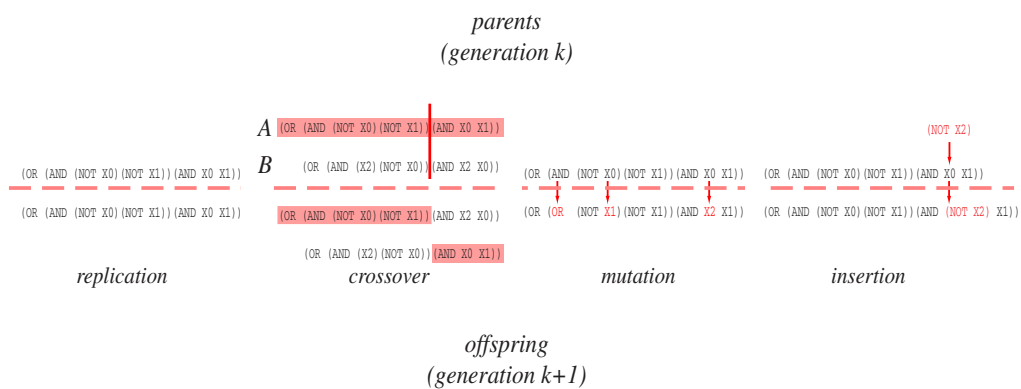 parents
(generation k)
A
(OR (AND (NOT X0)(NOT X1))(AND X0 X1))
B
(OR (AND (X2)(NOT X0))(AND X2 X0))
(NOT X2)
(OR (AND (NOT X0)(NOT X1))(AND X0 X1))
(OR (AND (NOT X0)(NOT X1))(AND X0 X1))
(OR (AND (NOT X0)(NOT X1))(AND X0 X1))
(OR (AND (NOT X0)(NOT X1))(AND X0 X1))
(OR (AND (NOT X0)(NOT X1))(AND X2 X0))
(OR (OR (NOT X1)(NOT X1))(AND X2 X1))
(OR (AND (NOT X0)(NOT X1))(AND (NOT X2) X1))
(OR (AND (X2)(NOT X0))(AND X0 X1))
replication
crossover
mutation
insertion
offspring
(generation k+1)